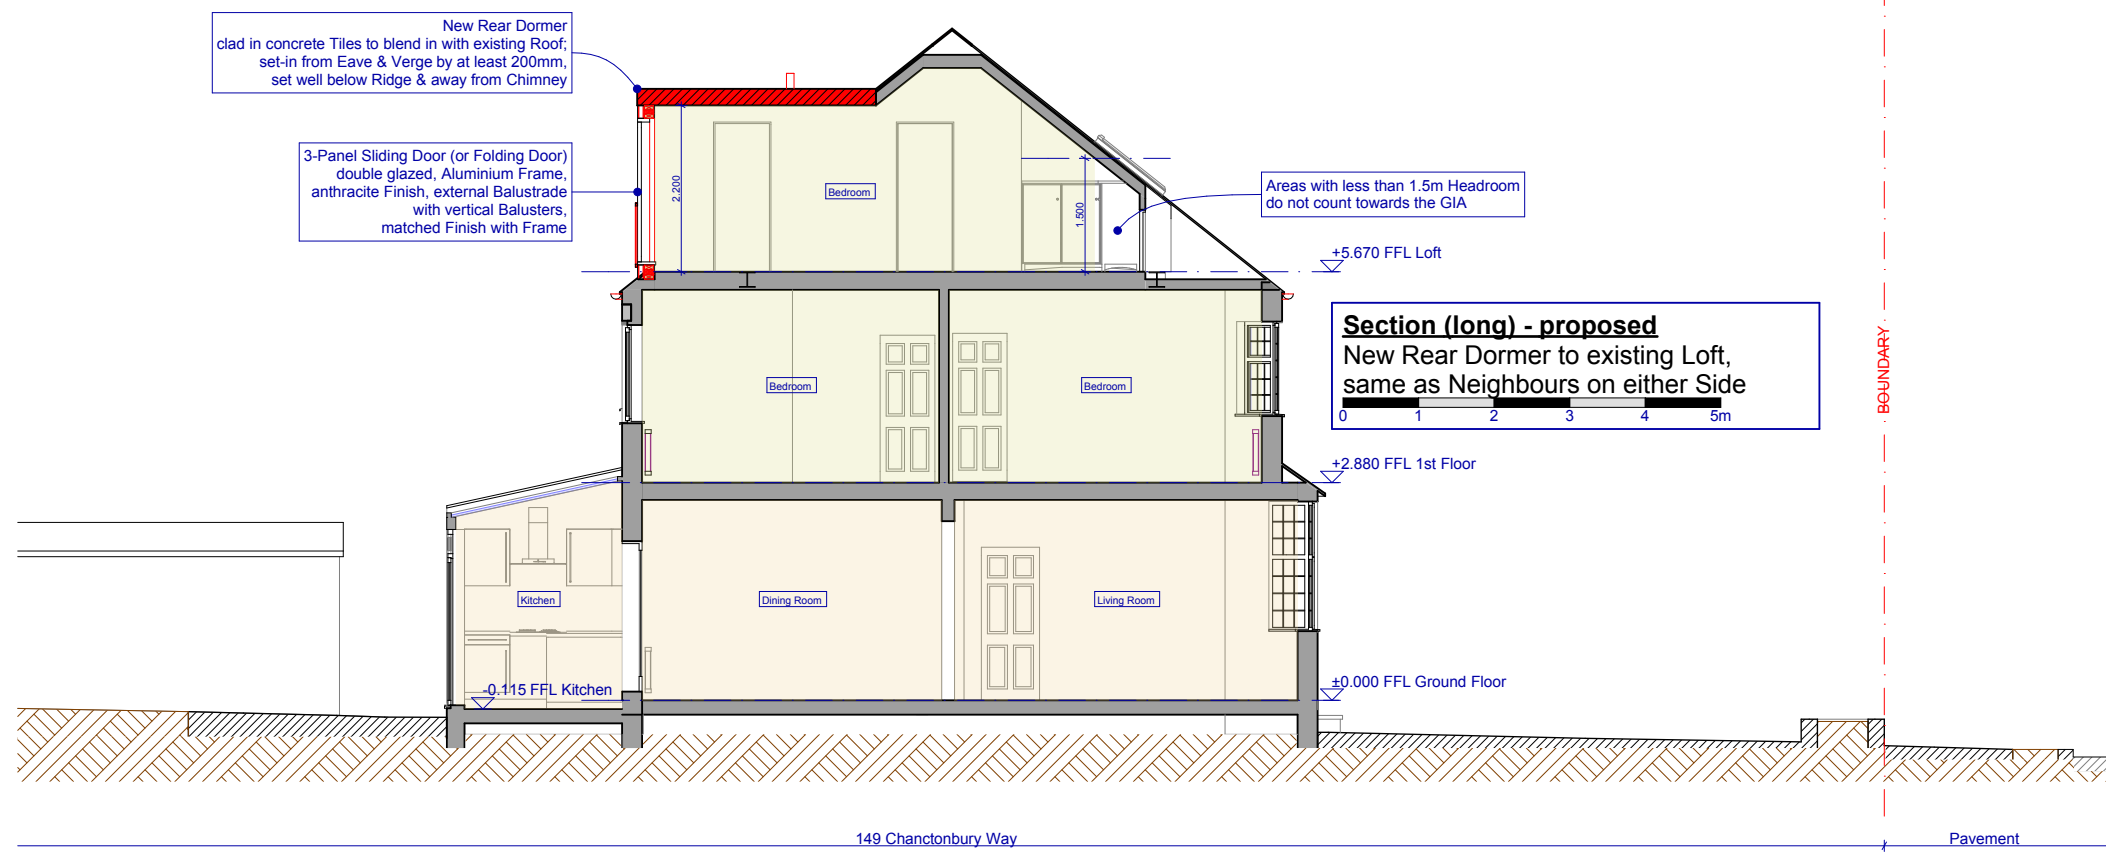 New Rear Dormer
clad in concrete Tiles to blend in with existing Roof;
set-in from Eave & Verge by at least 200mm,
set well below Ridge & away from Chimney
3-Panel Sliding Door (or Folding Door)
double glazed, Aluminium Frame,
anthracite Finish, external Balustrade
with vertical Balusters,
matched Finish with Frame
2.200
Bedroom
1.500
Areas with less than 1.5m Headroom
do not count towards the GIA
+5.670 FFL Loft
Section (long) - proposed
New Rear Dormer to existing Loft,
same as Neighbours on either Side
0 1 2 3 4 5m
BOUNDARY
Bedroom
Bedroom
+2.880 FFL 1st Floor
Kitchen
Dining Room
Living Room
-0.115 FFL Kitchen
±0.000 FFL Ground Floor
149 Chanctonbury Way
Pavement